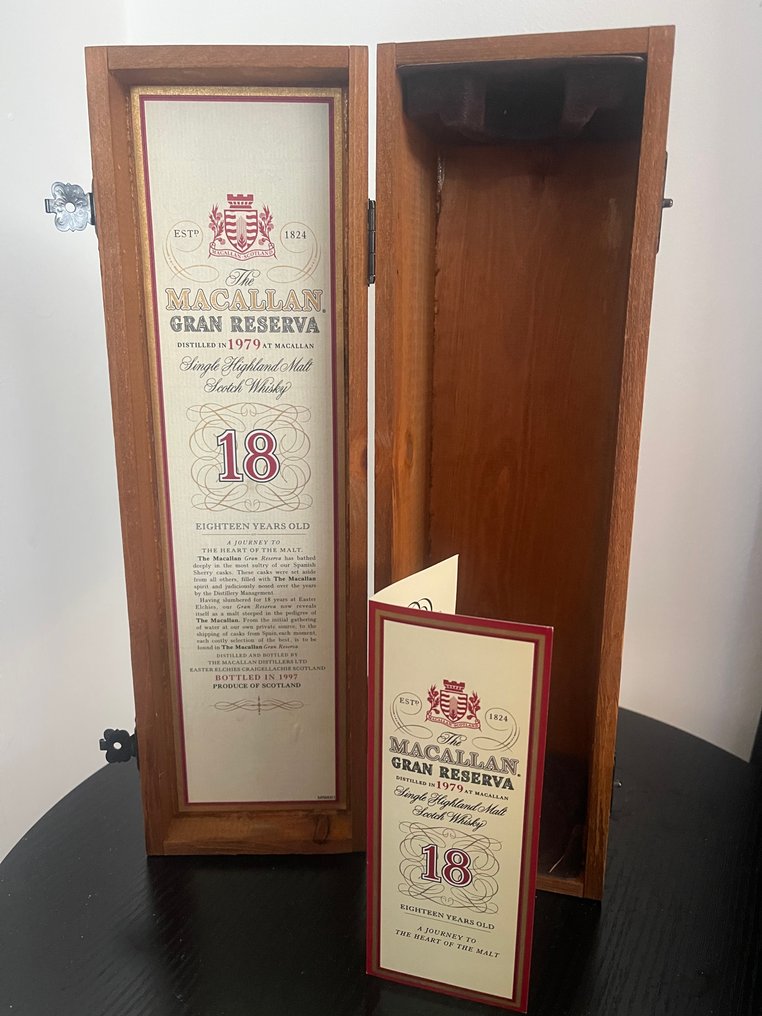 ESTD 1824
MACALLAN SCOTLAND
The
MACALLAN.
GRAN RESERVA
DISTILLED IN 1979 AT MACALLAN
Single Highland Malt
Scotch Whisky
18
EIGHTEEN YEARS OLD
A JOURNEY TO
THE HEART OF THE MALT.
The Macallan Gran Reserva has bathed
deeply in the most sultry of our Spanish
Sherry casks. These casks were set aside
from all others, filled with The Macallan
spirit and judiciously nosed over the years
by the Distillery Management.
Having slumbered for 18 years at Easter
Elchies, our Gran Reserva now reveals
itself as a malt steeped in the pedigree of
The Macallan. From the initial gathering
of water at our own private source, to the
shipping of casks from Spain, each moment,
each costly selection of the best, is to be
found in The Macallan Gran Reserva.
DISTILLED AND BOTTLED BY
THE MACALLAN DISTILLERS LTD
EASTER ELCHIES CRAIGELLACHIE SCOTLAND
BOTTLED IN 1997
PRODUCE OF SCOTLAND
ESTD 1824
MACALLAN SCOTLAND
The
MACALLAN.
GRAN RESERVA
DISTILLED IN 1979 AT MACALLAN
Single Highland Malt
Scotch Whisky
18
EIGHTEEN YEARS OLD
A JOURNEY TO
THE HEART OF THE MALT